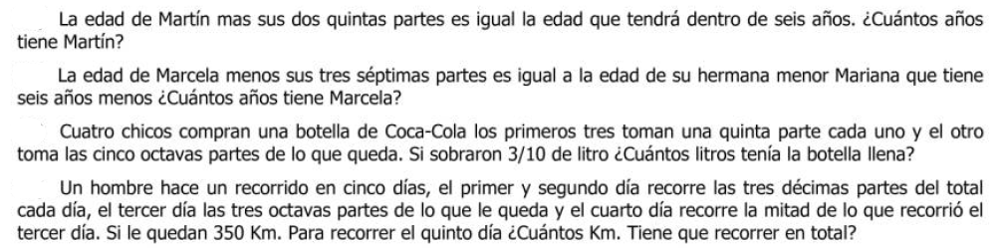 La edad de Martín mas sus dos quintas partes es igual la edad que tendrá dentro de seis años. ¿Cuántos años
tiene Martín?
La edad de Marcela menos sus tres séptimas partes es igual a la edad de su hermana menor Mariana que tiene
seis años menos ¿Cuántos años tiene Marcela?
Cuatro chicos compran una botella de Coca-Cola los primeros tres toman una quinta parte cada uno y el otro
toma las cinco octavas partes de lo que queda. Si sobraron 3/10 de litro ¿Cuántos litros tenía la botella llena?
Un hombre hace un recorrido en cinco días, el primer y segundo día recorre las tres décimas partes del total
cada día, el tercer día las tres octavas partes de lo que le queda y el cuarto día recorre la mitad de lo que recorrió el
tercer día. Si le quedan 350 Km. Para recorrer el quinto día ¿Cuántos Km. Tiene que recorrer en total?